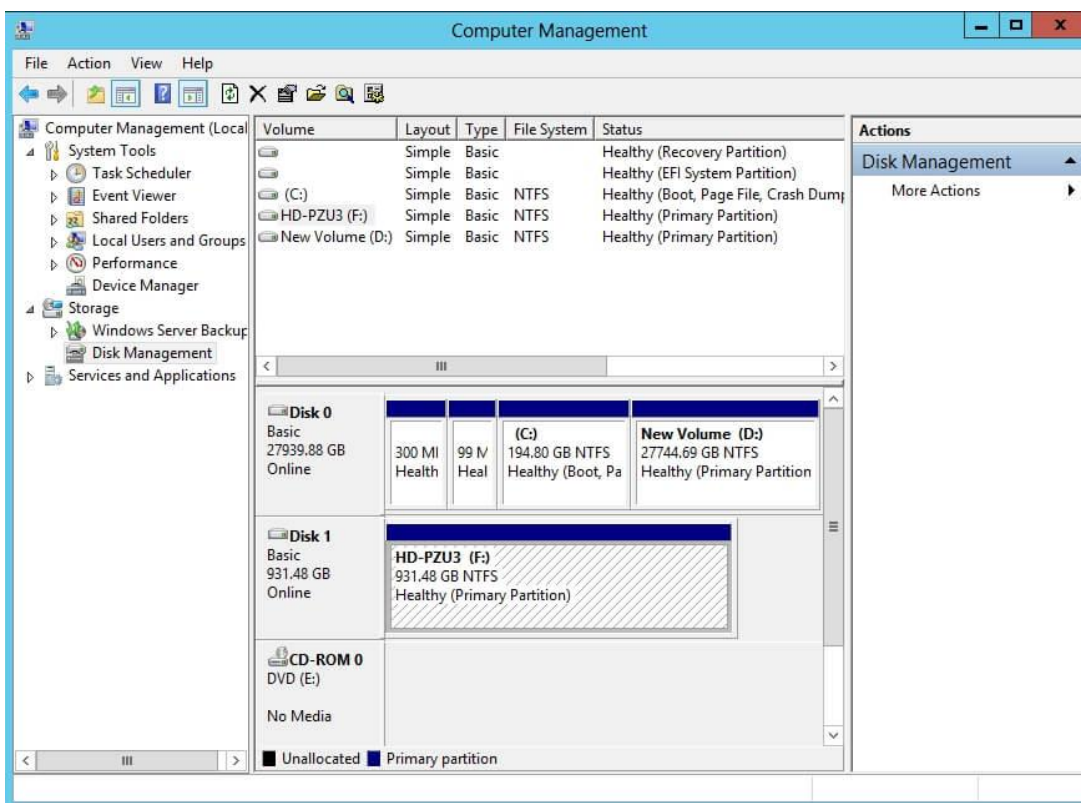 Computer Management
File Action View Help
Computer Management (Local
System Tools
Task Scheduler
Event Viewer
Shared Folders
Local Users and Groups
Performance
Device Manager
Storage
Windows Server Backup
Disk Management
Services and Applications
Volume Layout Type File System Status
Simple Basic Healthy (Recovery Partition)
Simple Basic Healthy (EFI System Partition)
(C:) Simple Basic NTFS Healthy (Boot, Page File, Crash Dump
HD-PZU3 (F:) Simple Basic NTFS Healthy (Primary Partition)
New Volume (D:) Simple Basic NTFS Healthy (Primary Partition)
Disk 0
Basic
27939.88 GB
Online
300 MI
Health
99 M
Heal
(C:)
194.80 GB NTFS
Healthy (Boot, Pa
New Volume (D:)
27744.69 GB NTFS
Healthy (Primary Partition
Disk 1
Basic
931.48 GB
Online
HD-PZU3 (F:)
931.48 GB NTFS
Healthy (Primary Partition)
CD-ROM 0
DVD (E:)
No Media
Unallocated Primary partition
Actions
Disk Management
More Actions